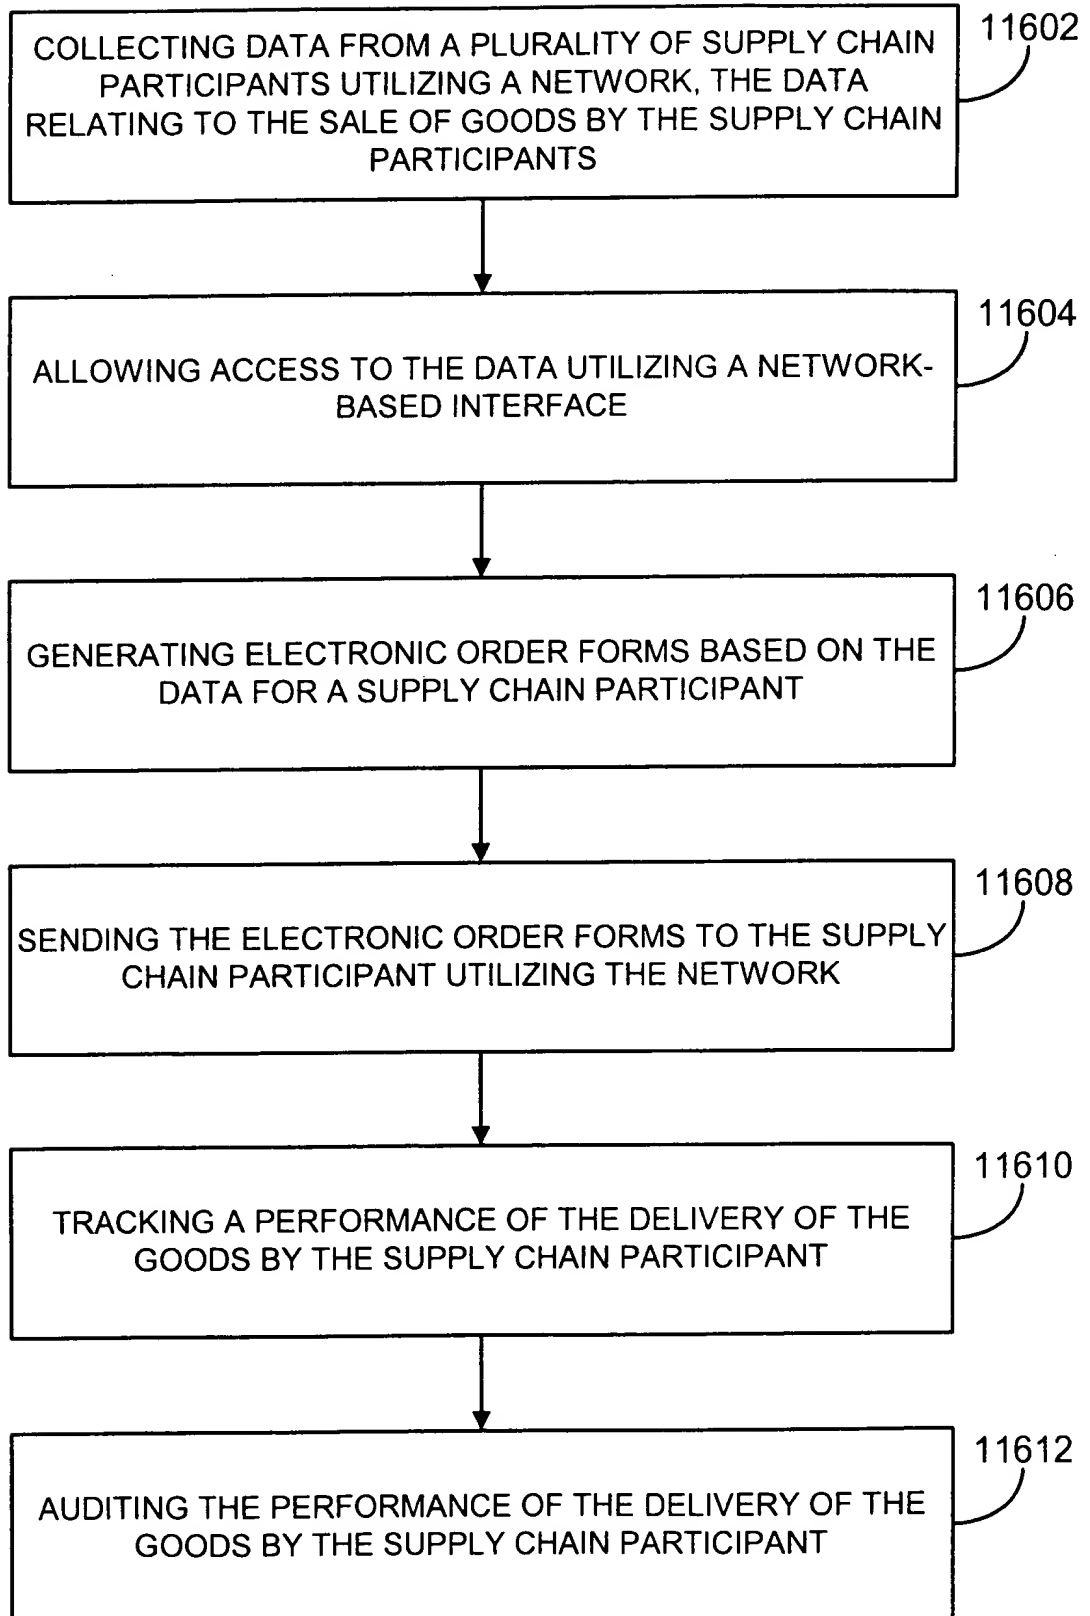 11602
COLLECTING DATA FROM A PLURALITY OF SUPPLY CHAIN
PARTICIPANTS UTILIZING A NETWORK, THE DATA
RELATING TO THE SALE OF GOODS BY THE SUPPLY CHAIN
PARTICIPANTS
11604
ALLOWING ACCESS TO THE DATA UTILIZING A NETWORK-
BASED INTERFACE
11606
GENERATING ELECTRONIC ORDER FORMS BASED ON THE
DATA FOR A SUPPLY CHAIN PARTICIPANT
11608
SENDING THE ELECTRONIC ORDER FORMS TO THE SUPPLY
CHAIN PARTICIPANT UTILIZING THE NETWORK
11610
TRACKING A PERFORMANCE OF THE DELIVERY OF THE
GOODS BY THE SUPPLY CHAIN PARTICIPANT
11612
AUDITING THE PERFORMANCE OF THE DELIVERY OF THE
GOODS BY THE SUPPLY CHAIN PARTICIPANT